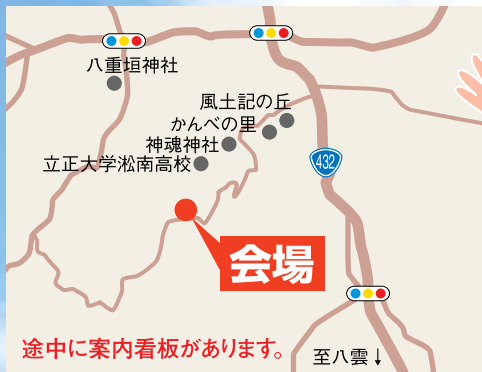 八重垣神社
風土記の丘
かんべの里
神魂神社
立正大学淞南高校
432
会場
途中に案内看板があります。
至八雲↓